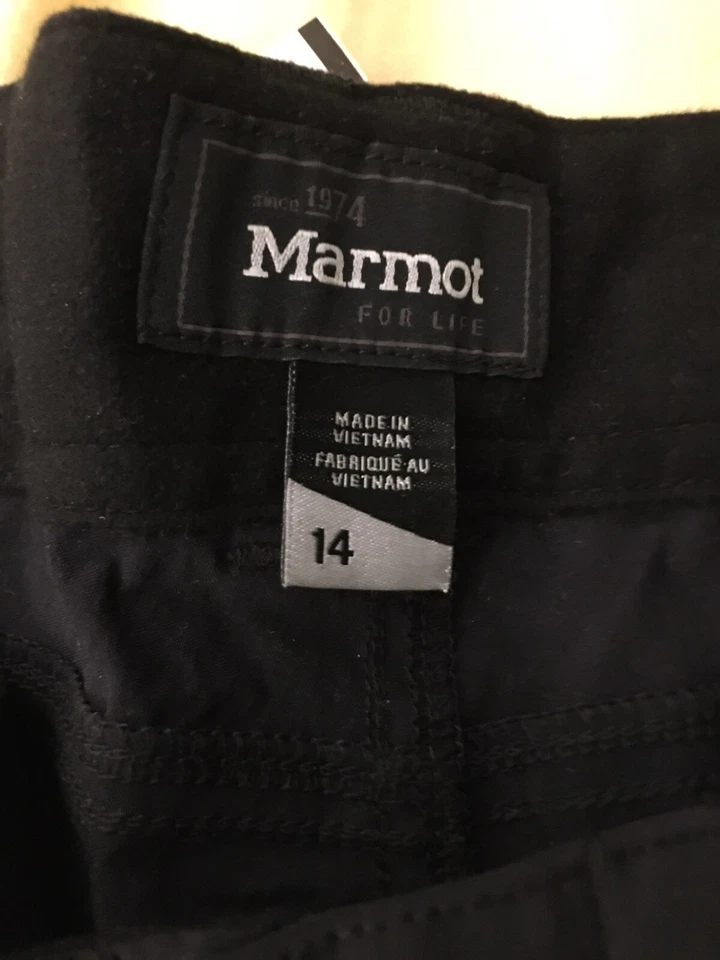 since 1974
Marmot
FOR LIFE
MADE IN
VIETNAM
FABRIQUÉ AU
VIETNAM
14